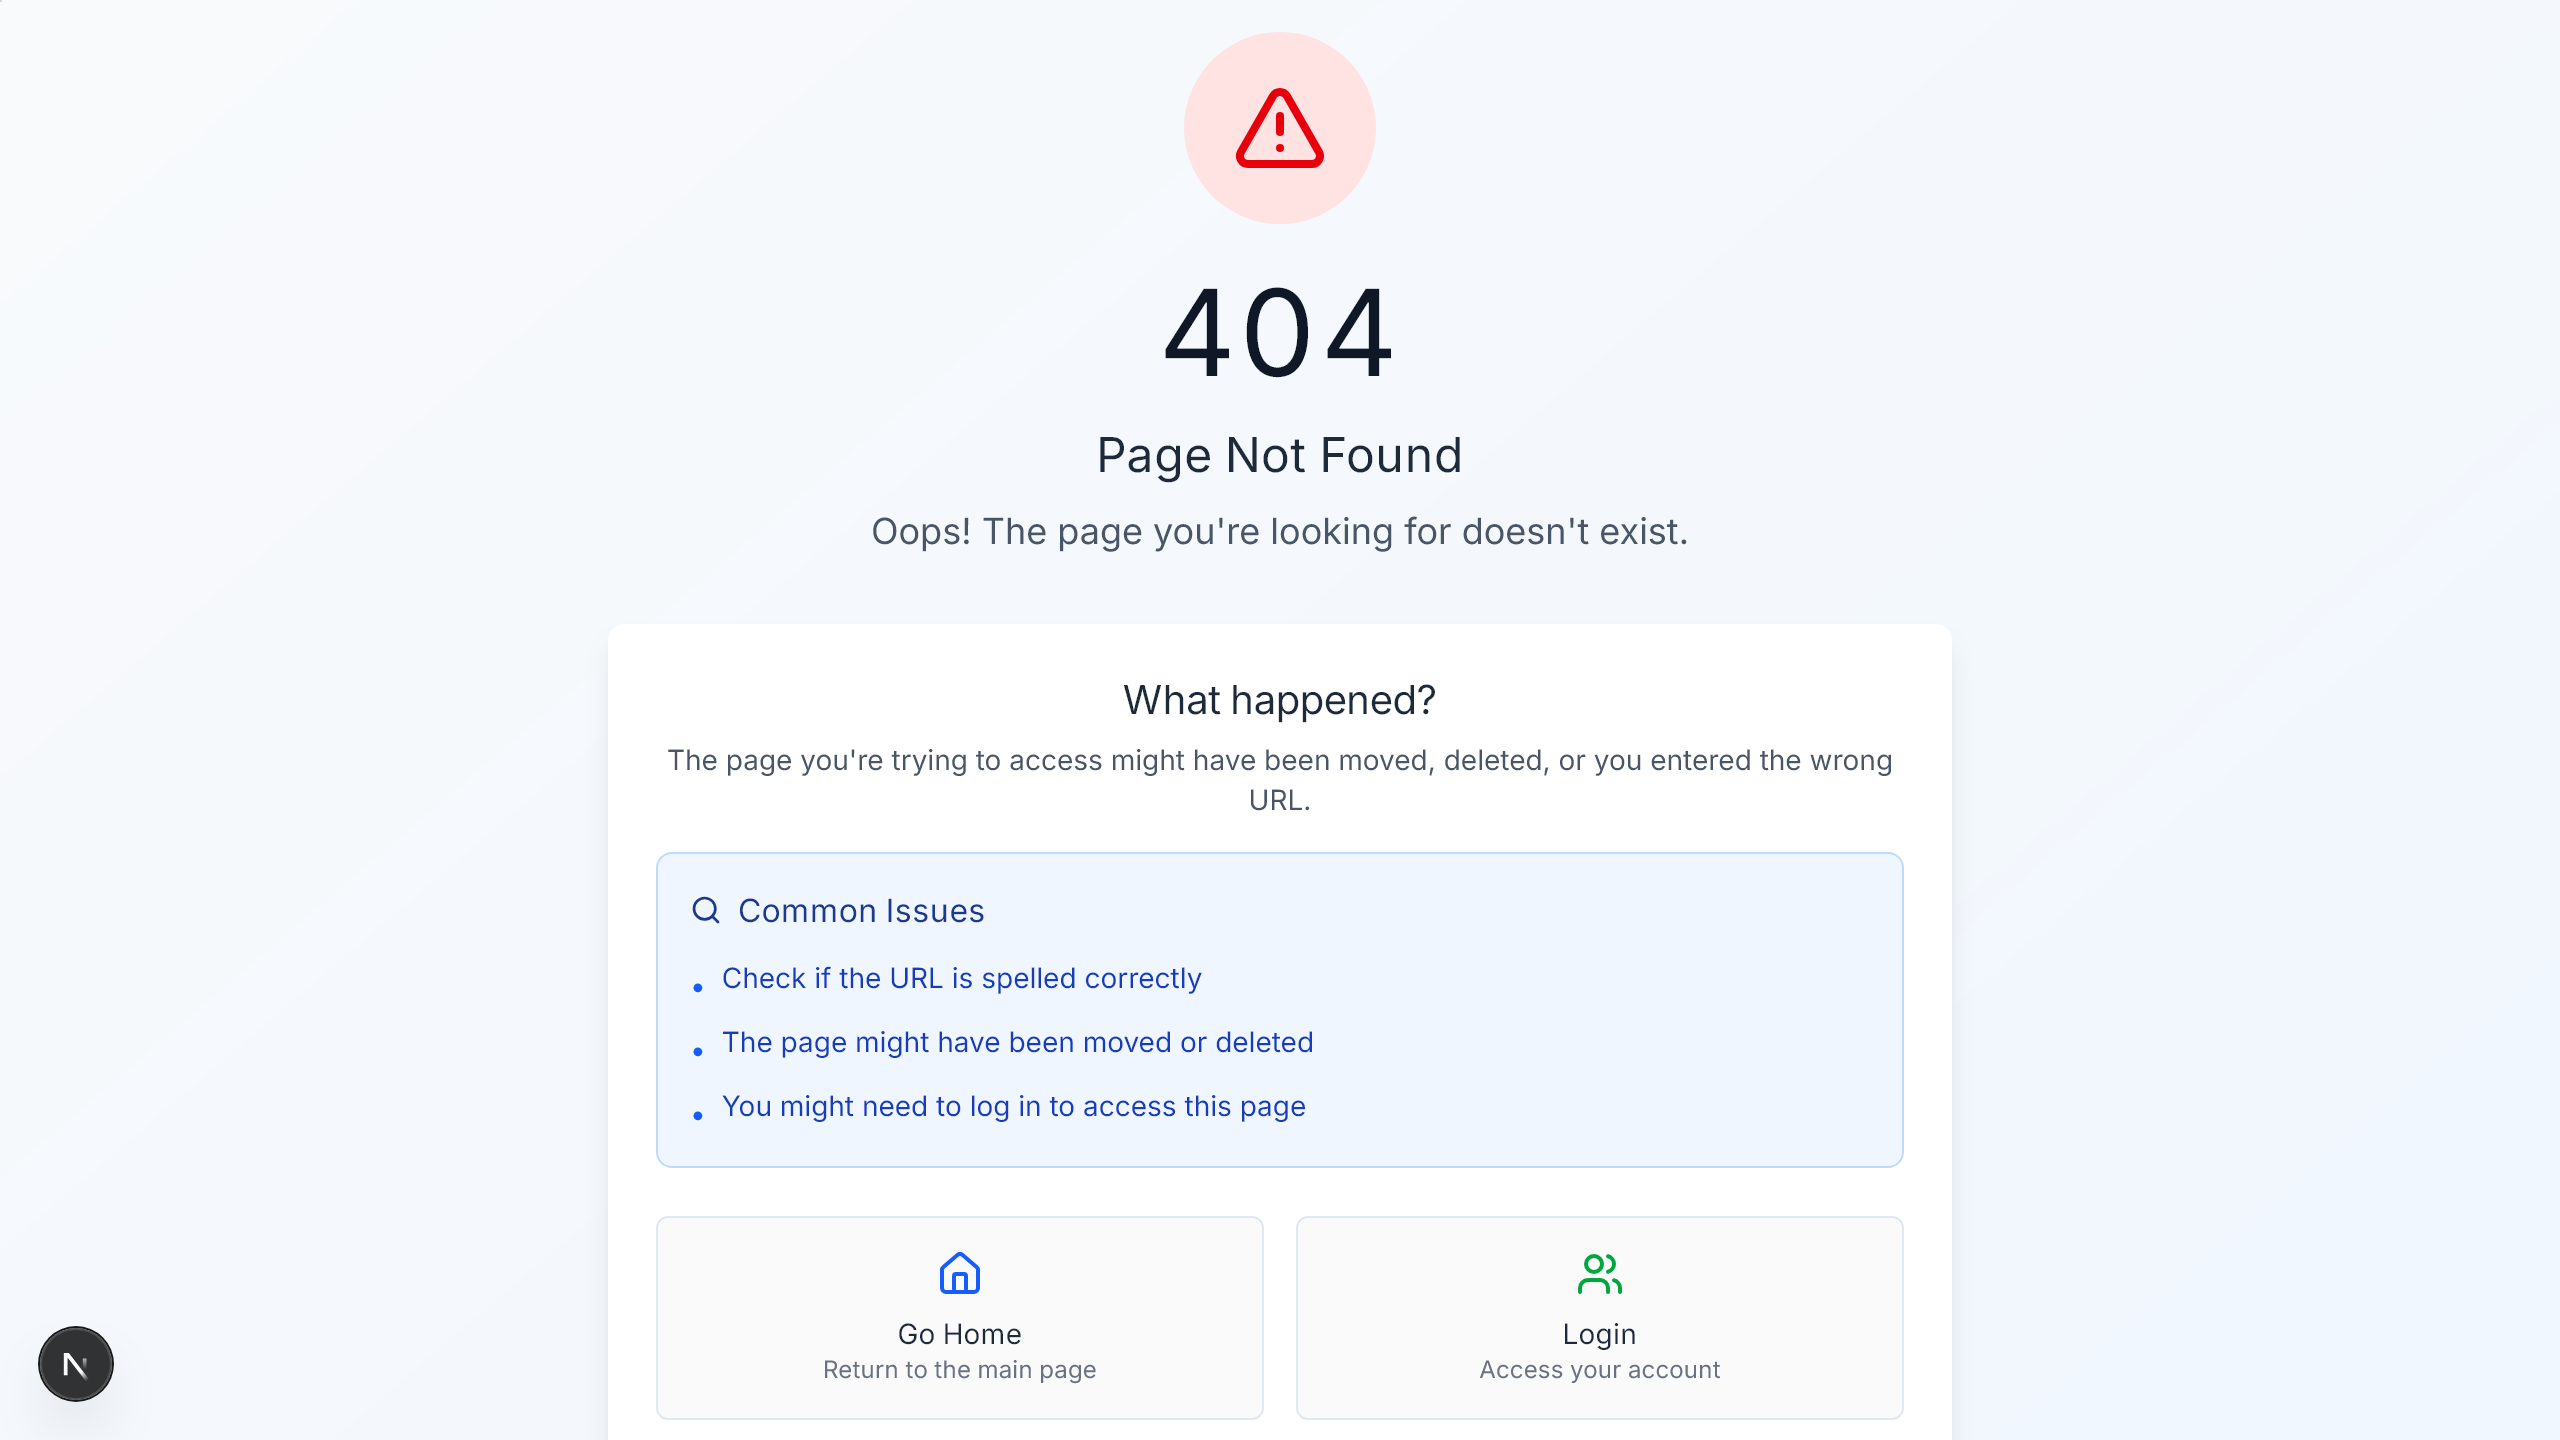 404
Page Not Found
Oops! The page you're looking for doesn't exist.
What happened?
The page you're trying to access might have been moved, deleted, or you entered the wrong
URL.
Common Issues
• Check if the URL is spelled correctly
• The page might have been moved or deleted
• You might need to log in to access this page
Go Home
Return to the main page
Login
Access your account
N